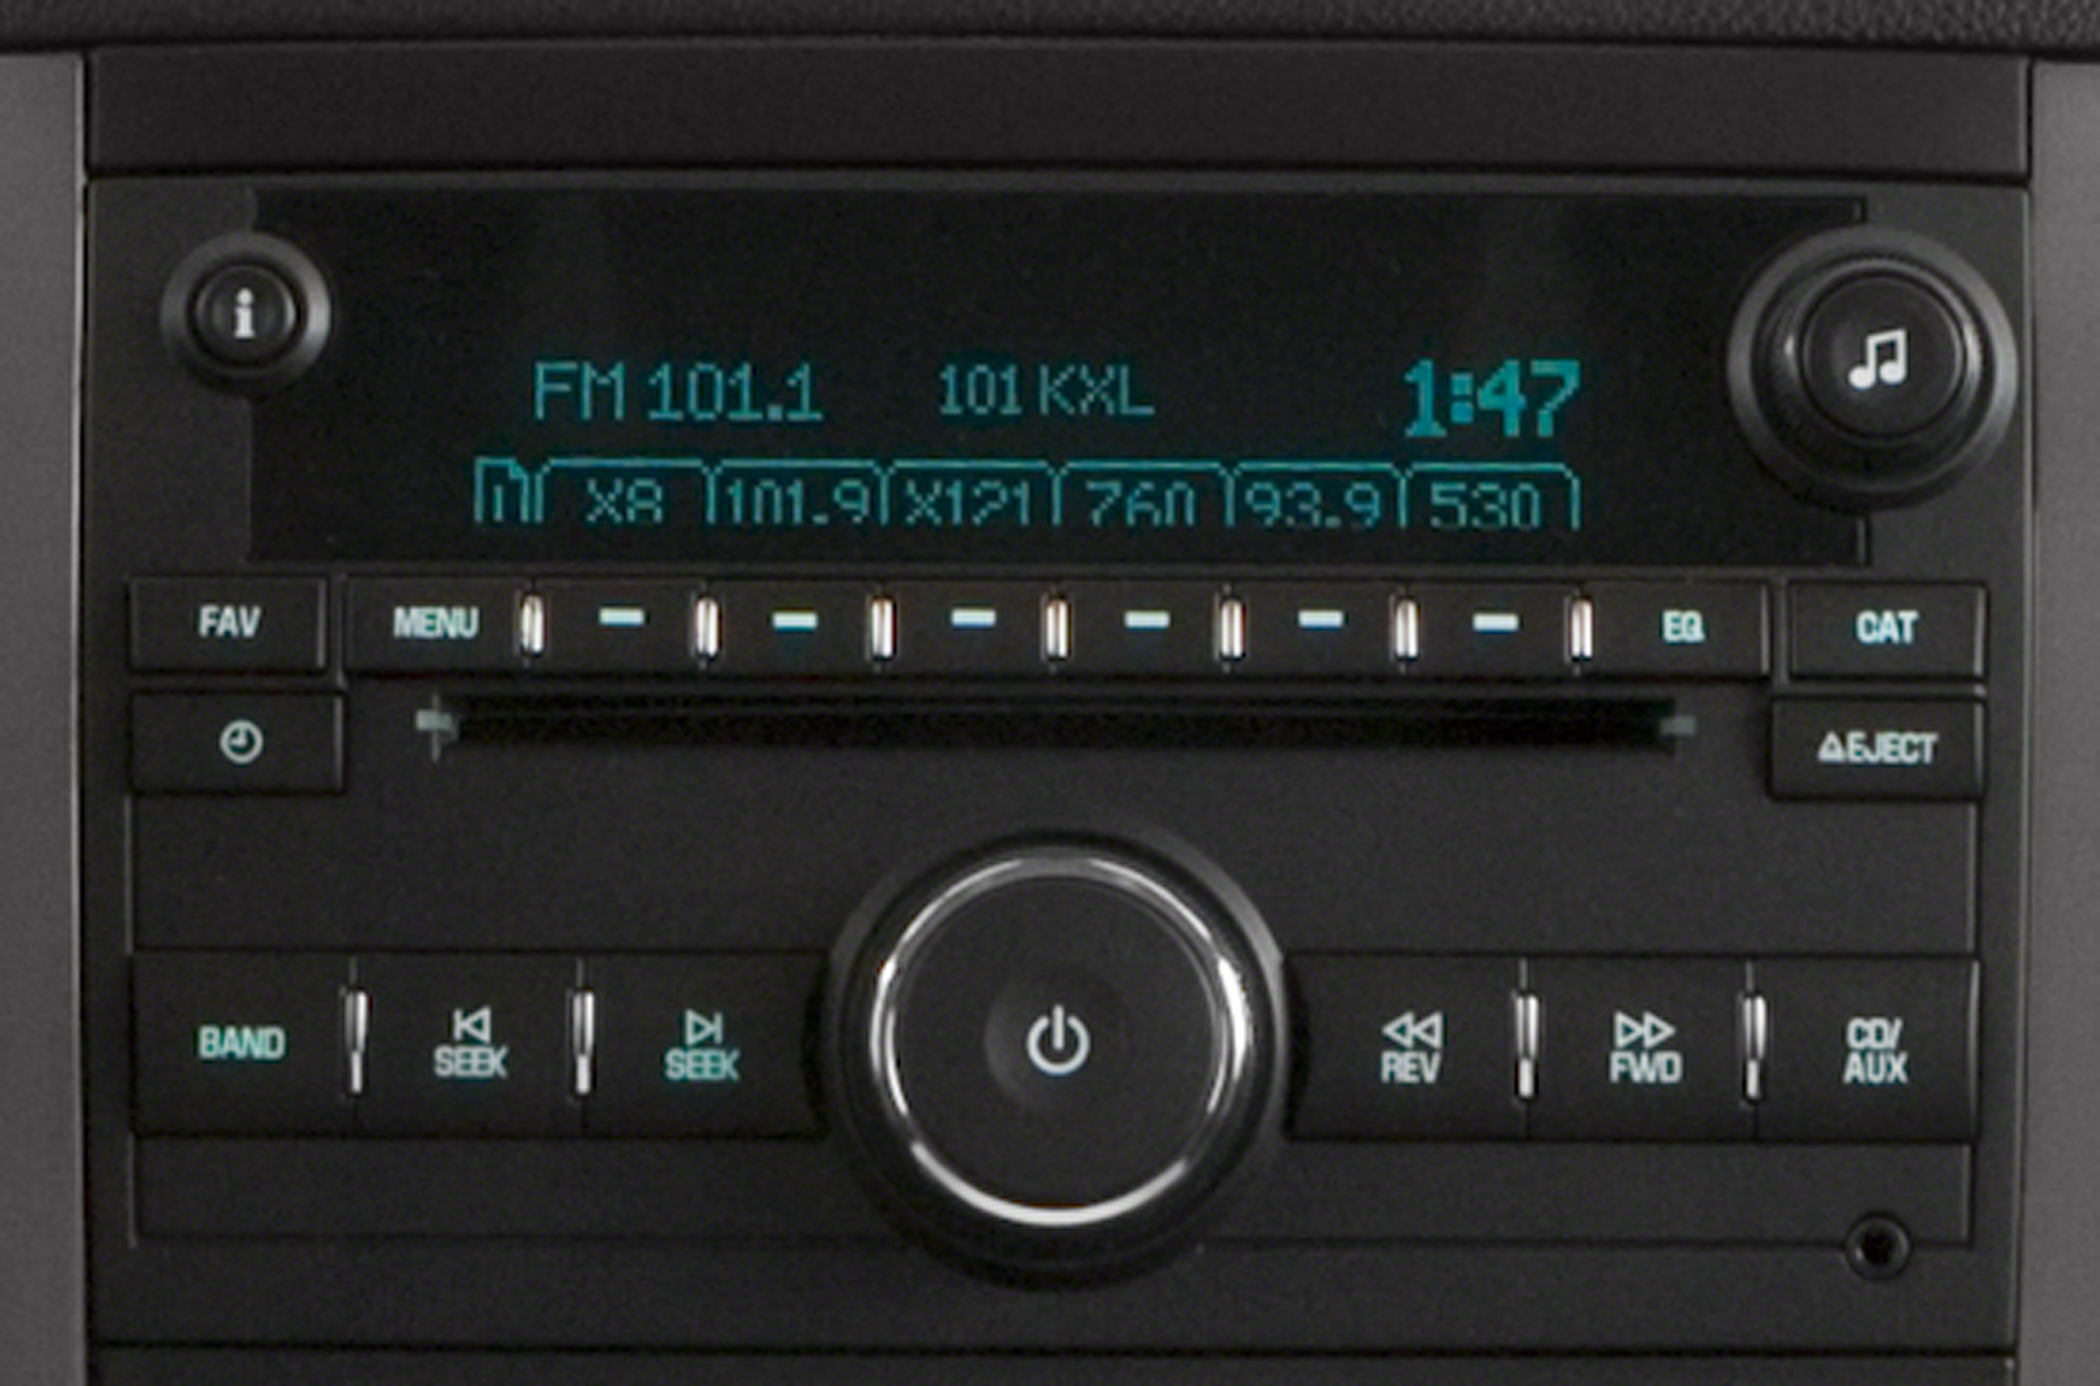 i
FM 101.1 101 KXL 1:47
1 X8 101.9 X121 760 93.9 530
FAV MENU EQ CAT
EJECT
BAND SEEK SEEK REV FWD CD/
AUX